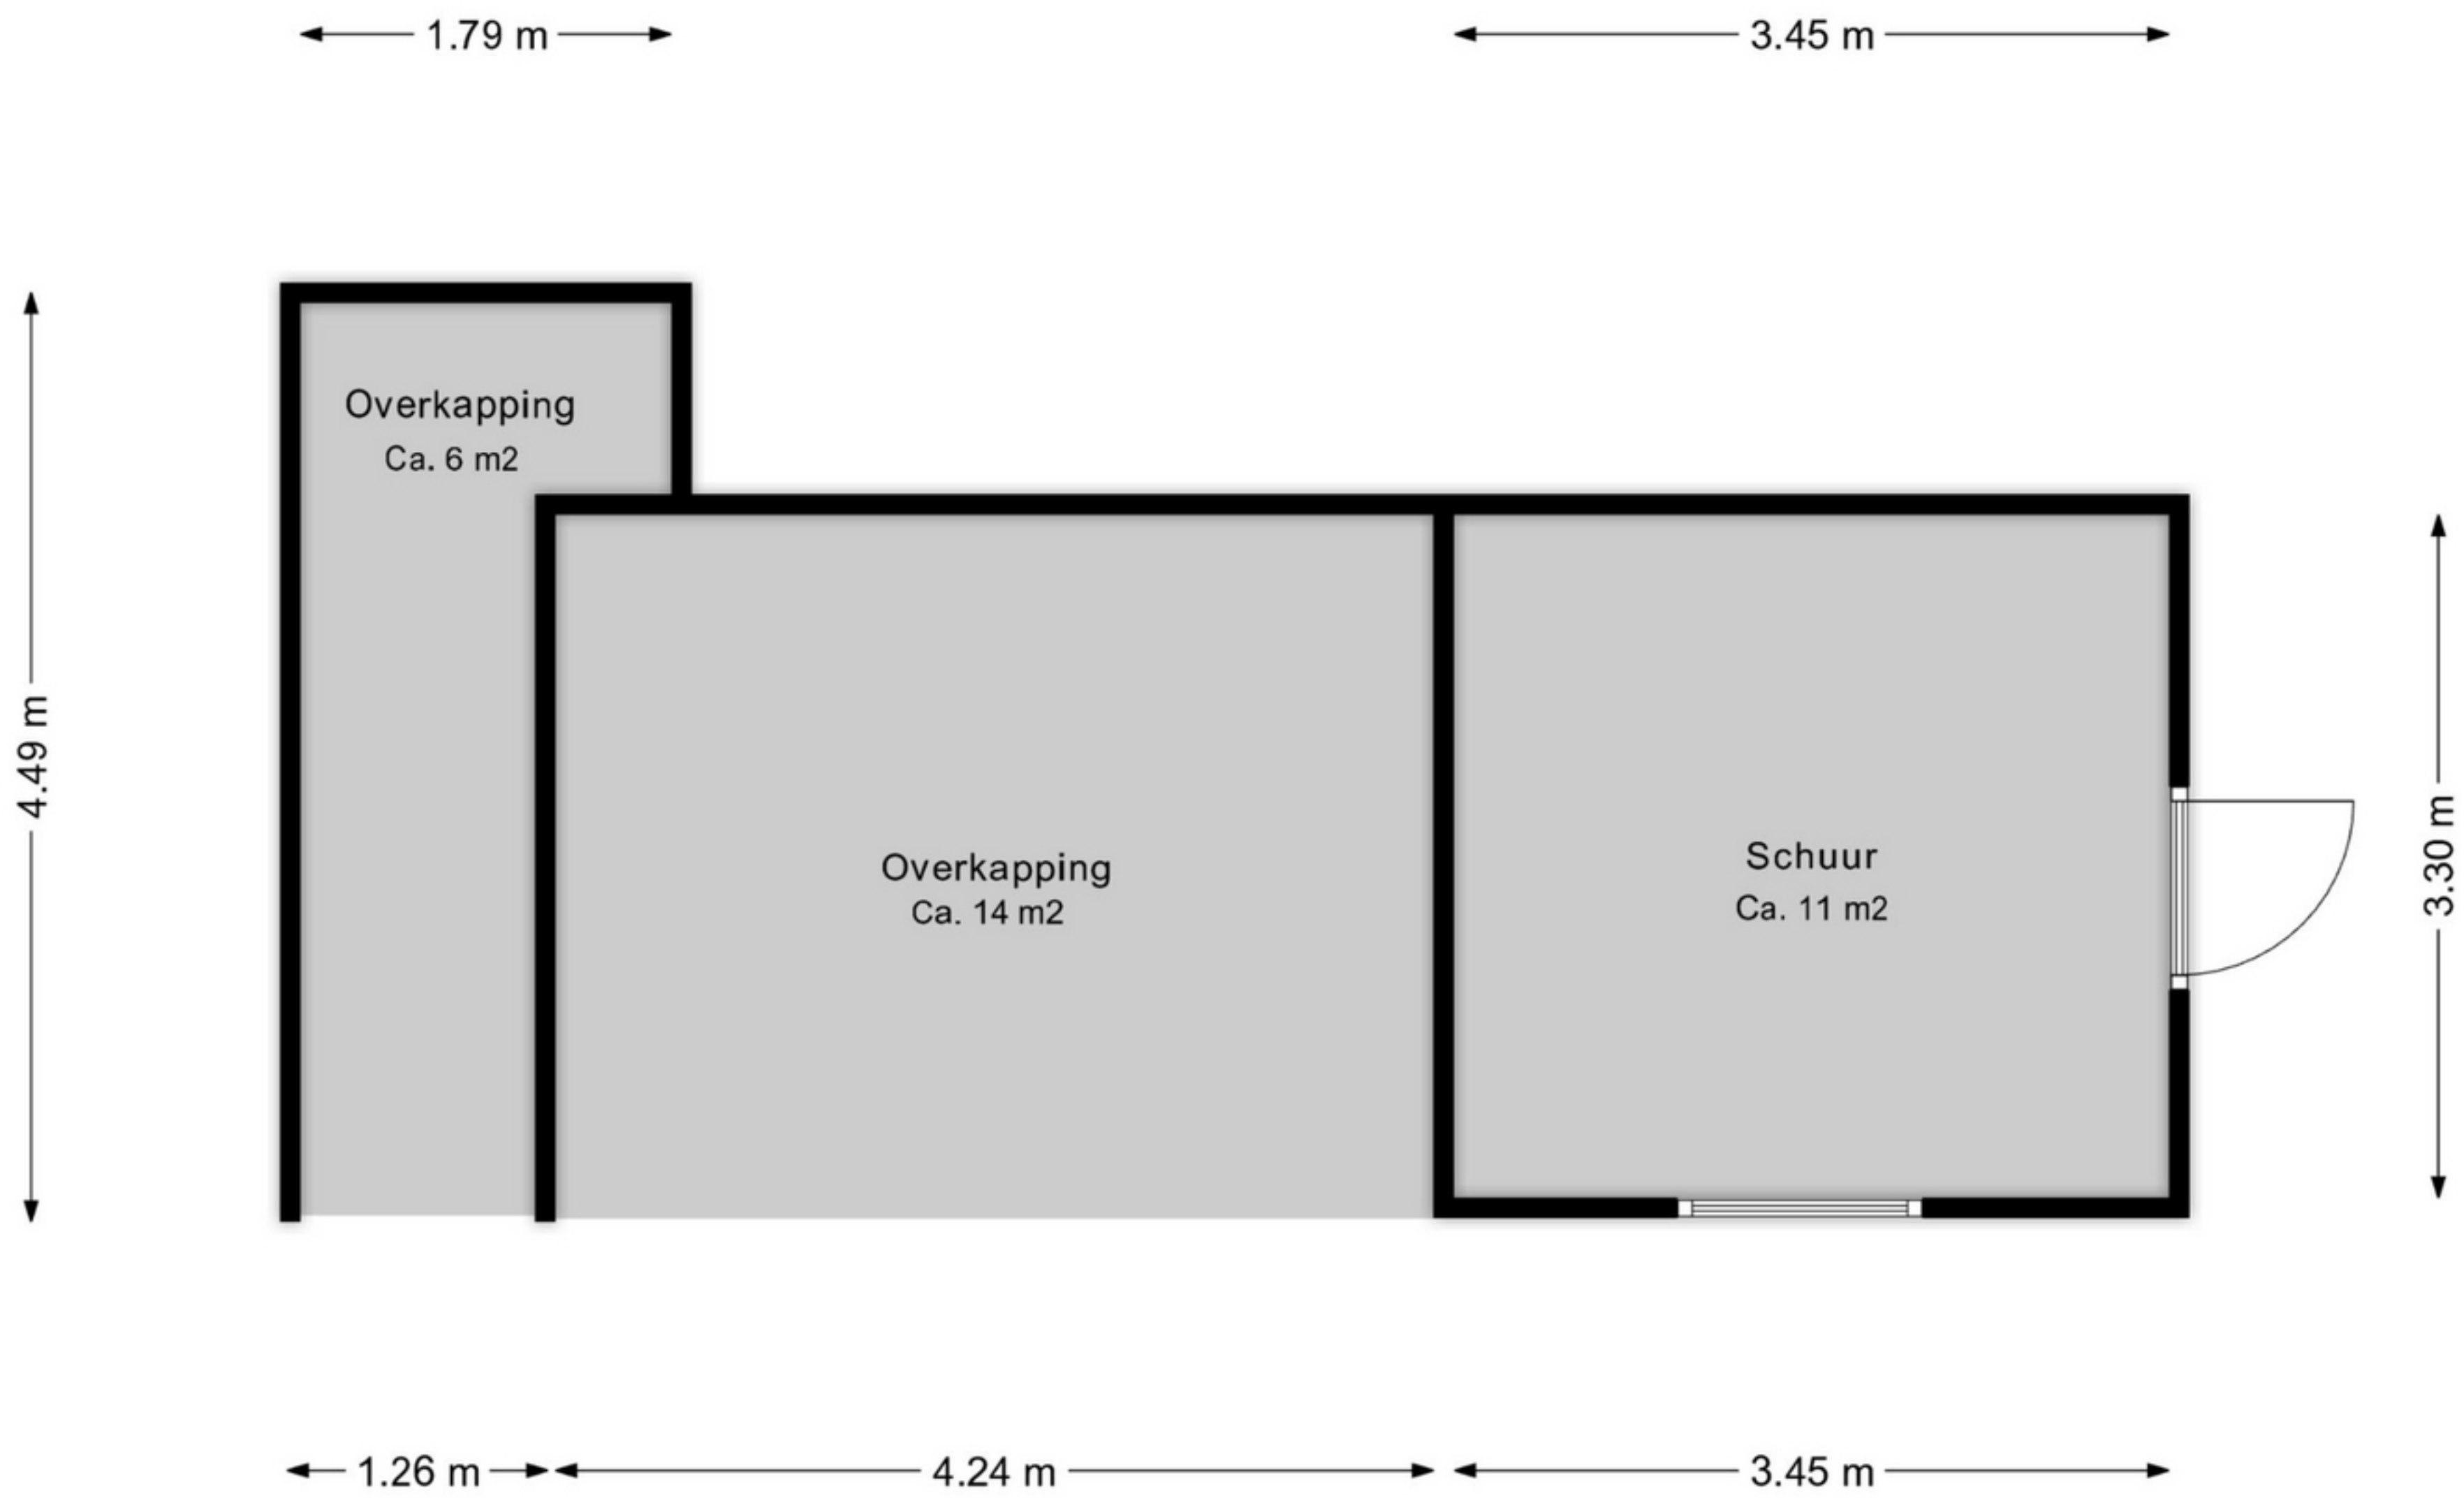 1.79 m
3.45 m
Overkapping
Ca. 6 m2
4.49 m
Overkapping
Ca. 14 m2
Schuur
Ca. 11 m2
3.30 m
1.26 m
4.24 m
3.45 m